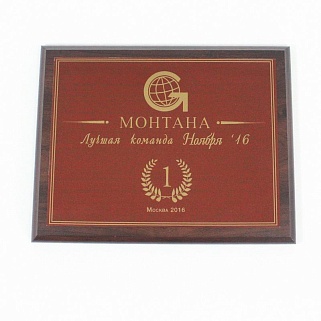 G
МОНТАНА
Лучшая команда Ноября '16
1
Москва 2016